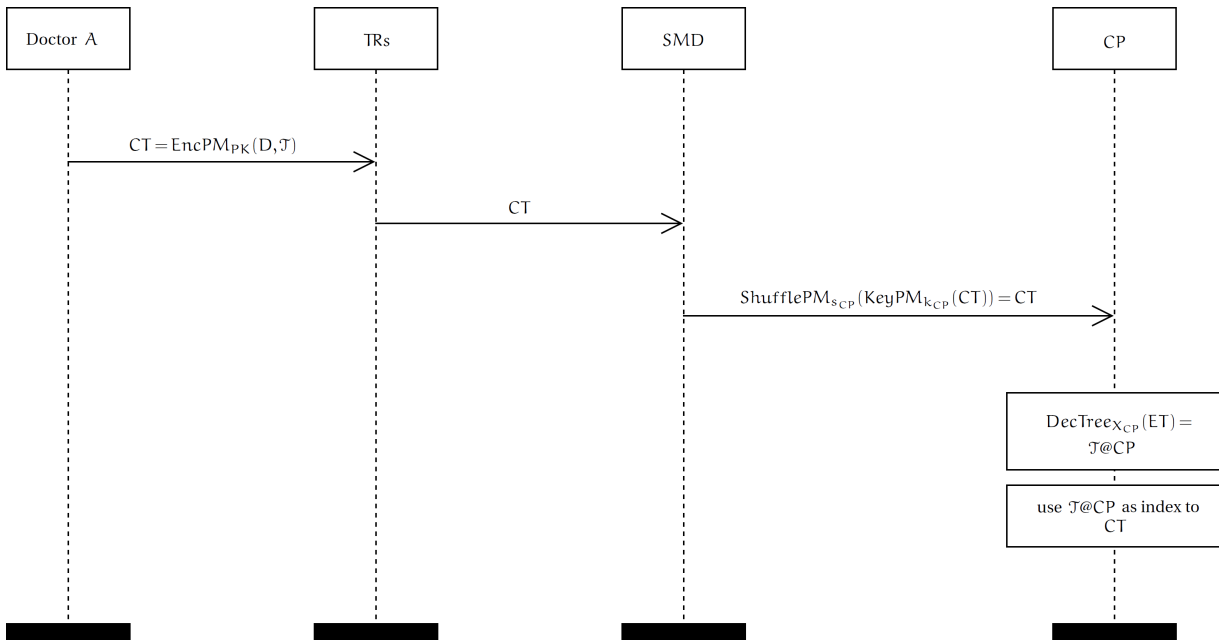 Doctor A
TRs
SMD
CP
CT = EncPM_PK(D, 𝒯)
CT
ShufflePM_s_CP(KeyPM_k_CP(CT)) = CT
DecTree_X_CP(ET) =
𝒯@CP
use 𝒯@CP as index to
CT